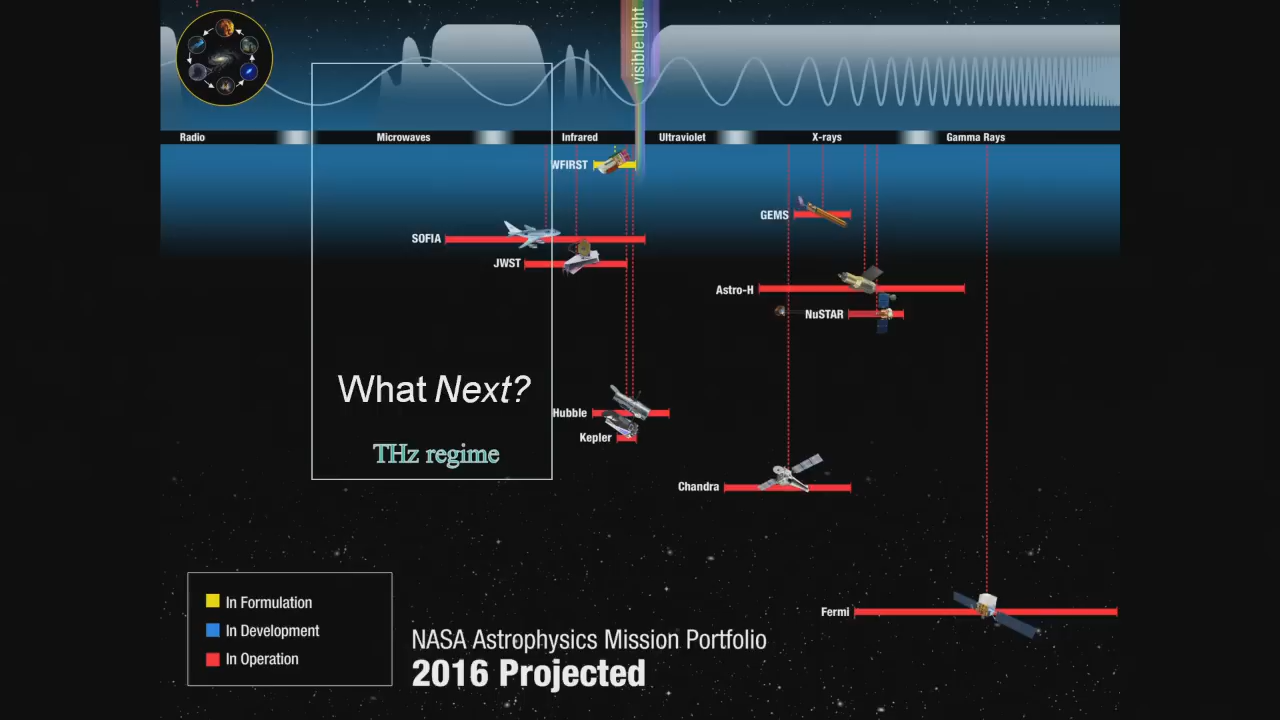 visible light
Radio
Microwaves
Infrared
Ultraviolet
X-rays
Gamma Rays
WFIRST
GEMS
SOFIA
JWST
Astro-H
NuSTAR
What Next?
Hubble
Kepler
THz regime
Chandra
In Formulation
In Development
In Operation
Fermi
NASA Astrophysics Mission Portfolio
2016 Projected